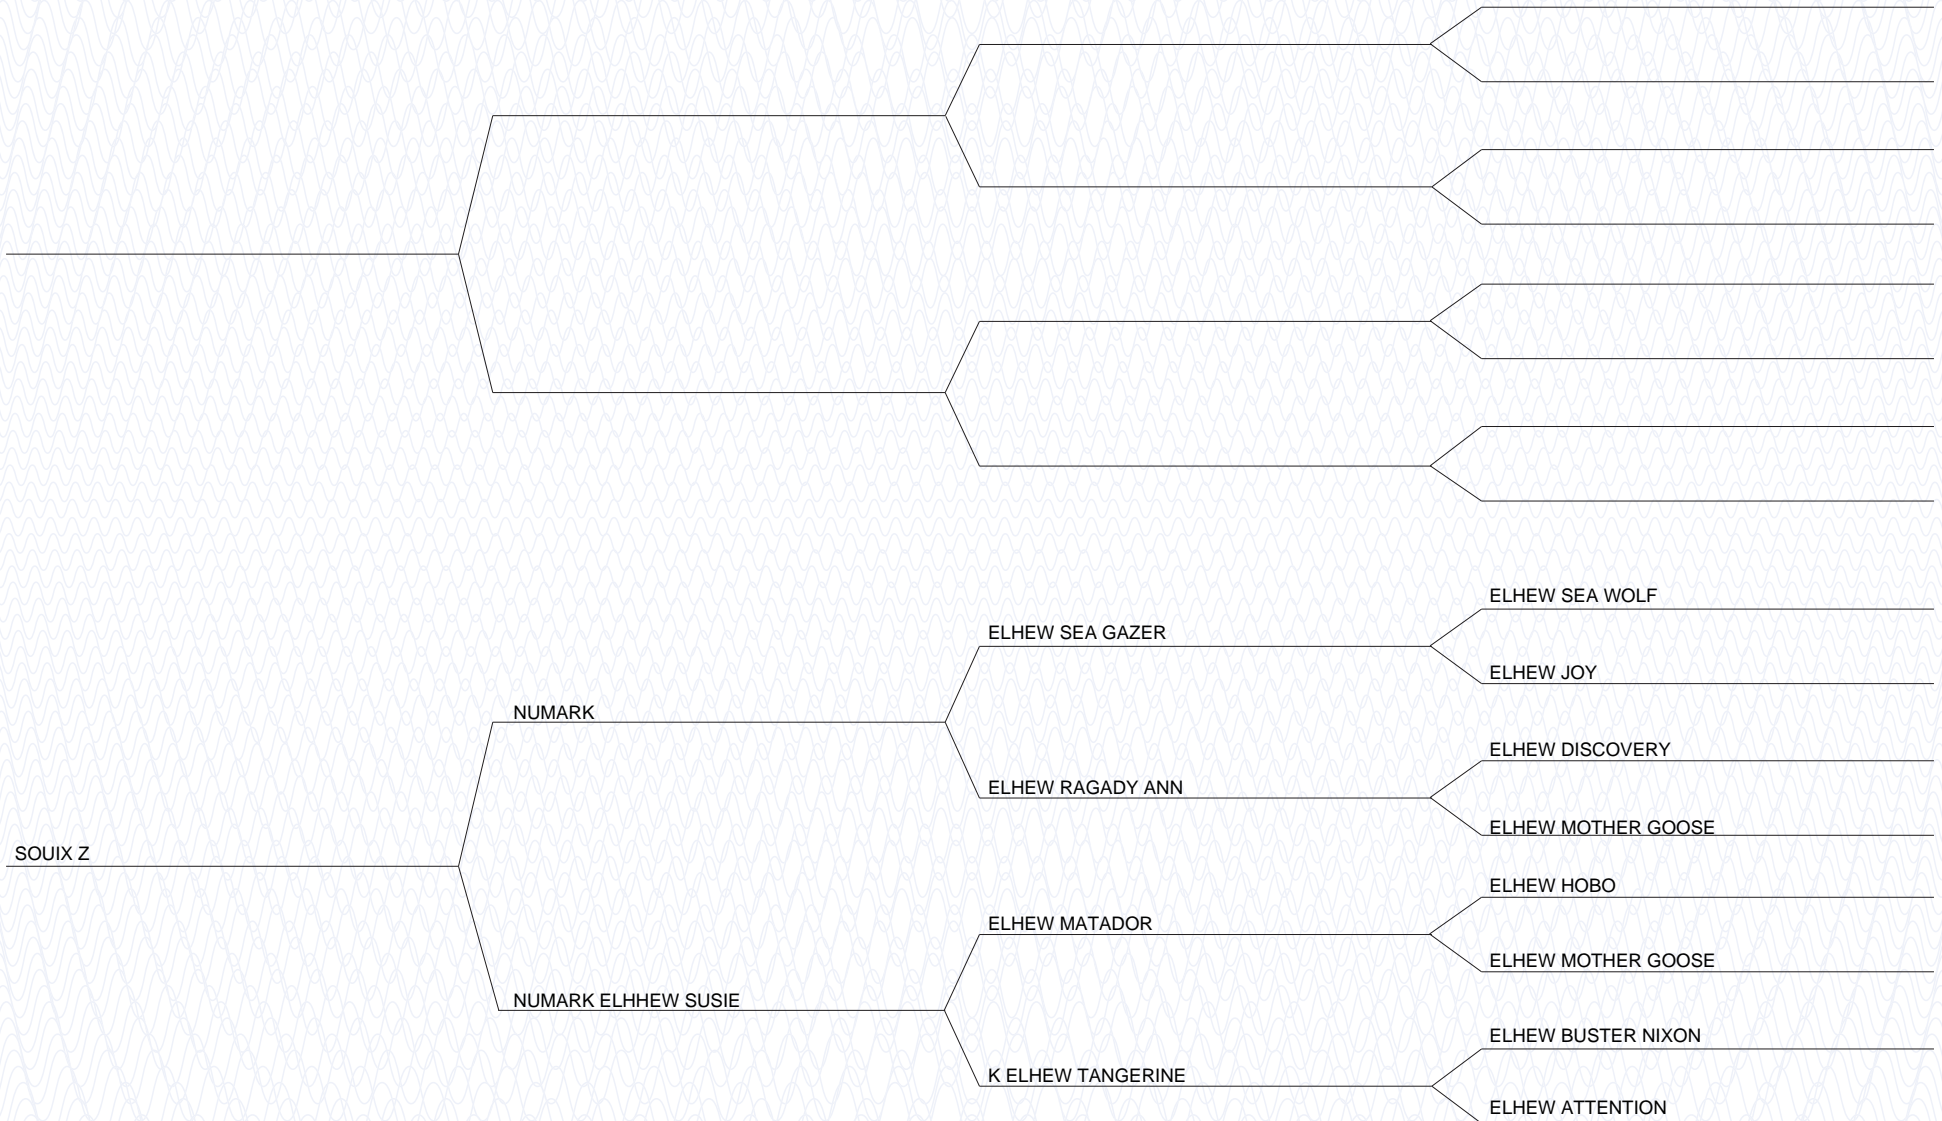 ELHEW SEA WOLF
ELHEW SEA GAZER
ELHEW JOY
NUMARK
ELHEW DISCOVERY
ELHEW RAGADY ANN
ELHEW MOTHER GOOSE
SOUIX Z
ELHEW HOBO
ELHEW MATADOR
ELHEW MOTHER GOOSE
NUMARK ELHHEW SUSIE
ELHEW BUSTER NIXON
K ELHEW TANGERINE
ELHEW ATTENTION